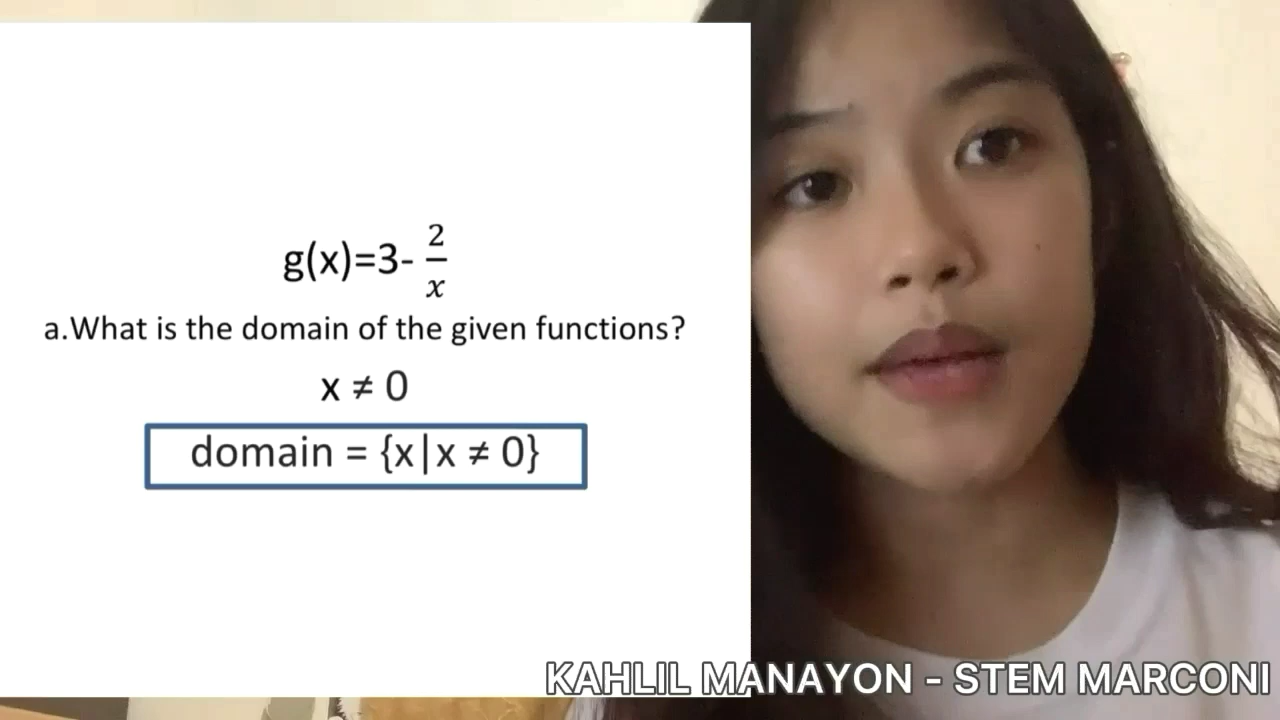 g(x)=3- 2/x
a.What is the domain of the given functions?
x ≠ 0
domain = {x|x ≠ 0}
KAHLIL MANAYON - STEM MARCONI